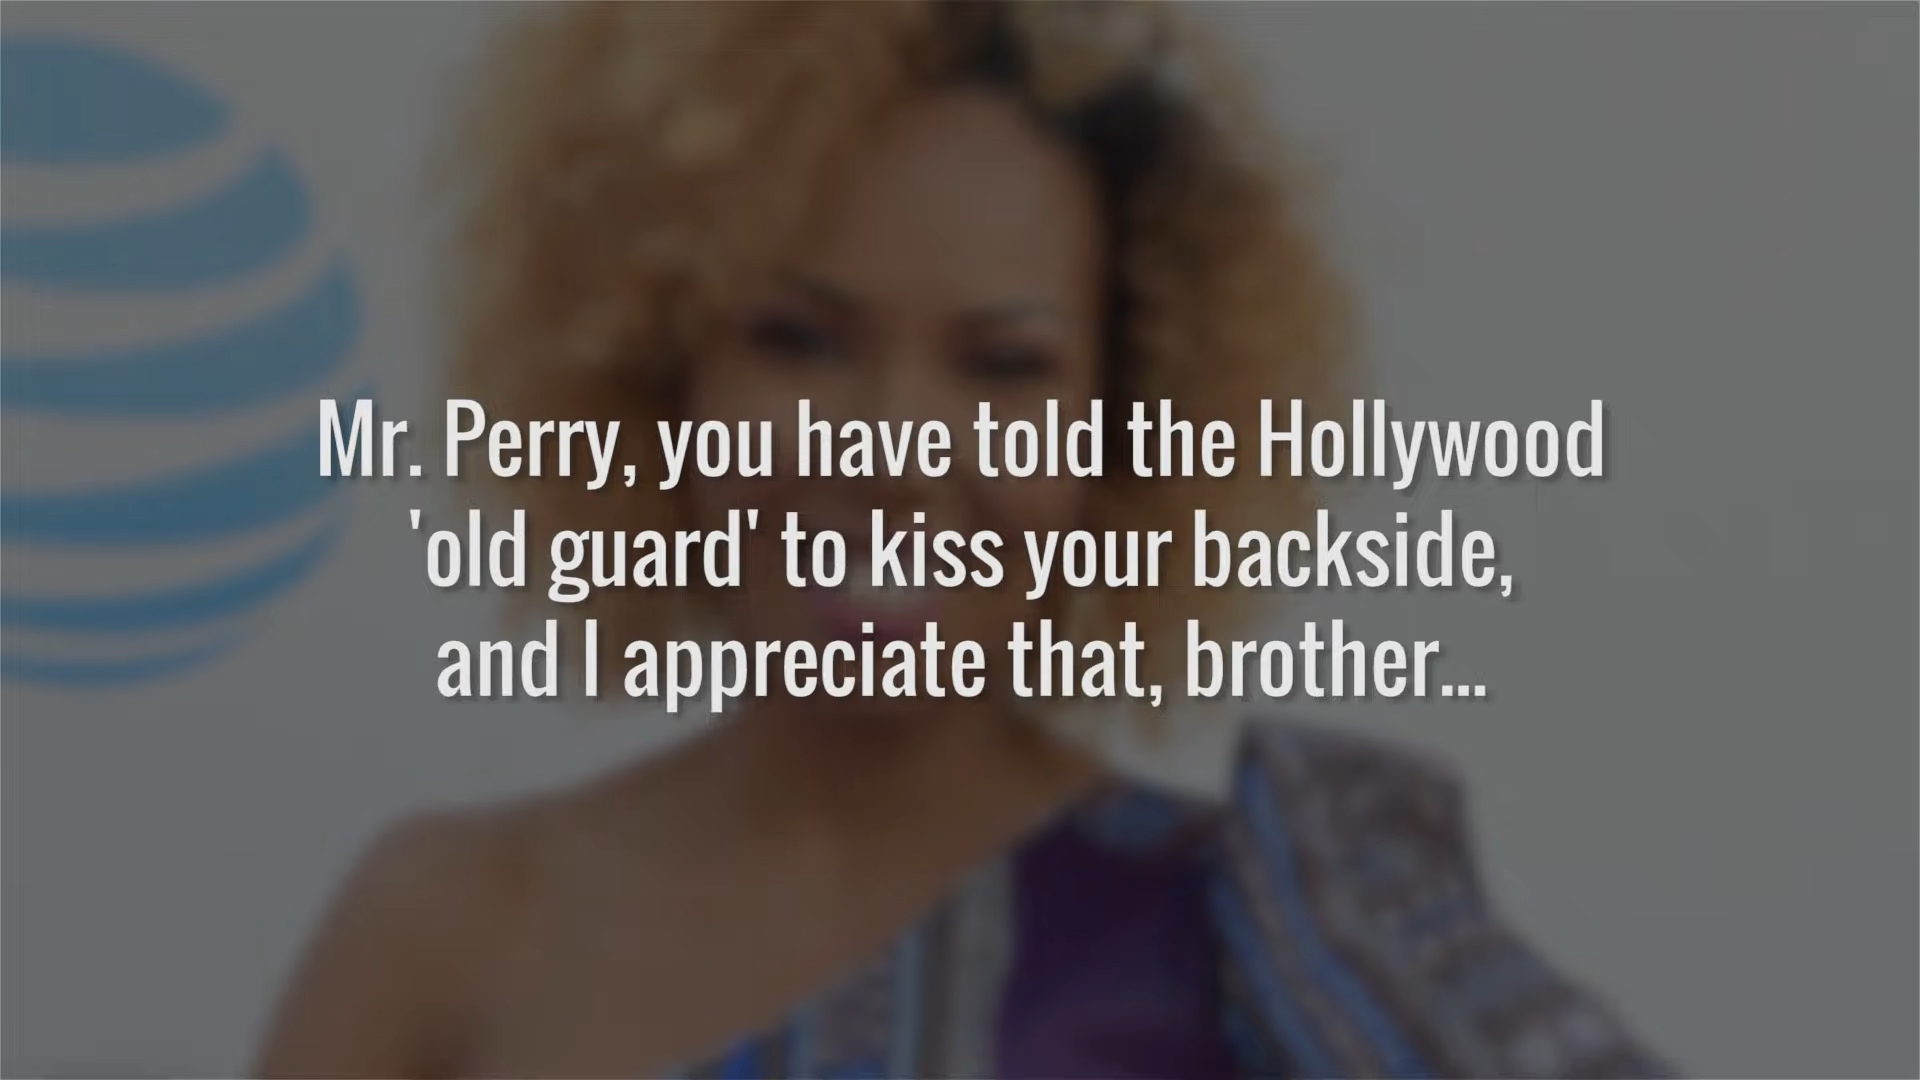 Mr. Perry, you have told the Hollywood
'old guard' to kiss your backside,
and I appreciate that, brother...